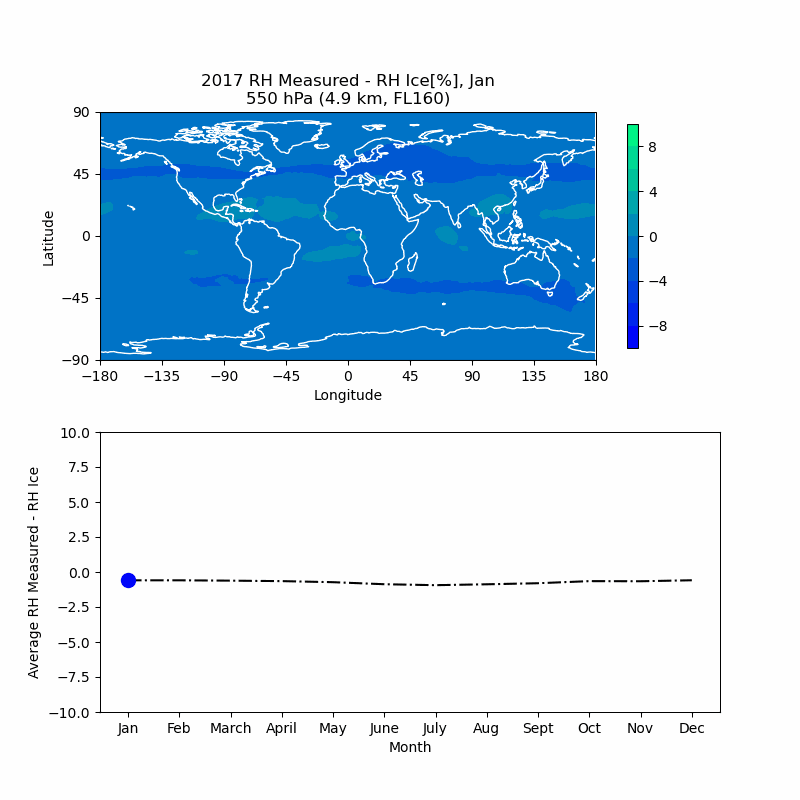 2017 RH Measured - RH Ice[%], Jan
550 hPa (4.9 km, FL160)
90
45
0
−45
−90
Latitude
−180
−135
−90
−45
0
45
90
135
180
Longitude
8
4
0
−4
−8
10.0
7.5
5.0
2.5
0.0
−2.5
−5.0
−7.5
−10.0
Average RH Measured - RH Ice
Jan
Feb
March
April
May
June
July
Aug
Sept
Oct
Nov
Dec
Month